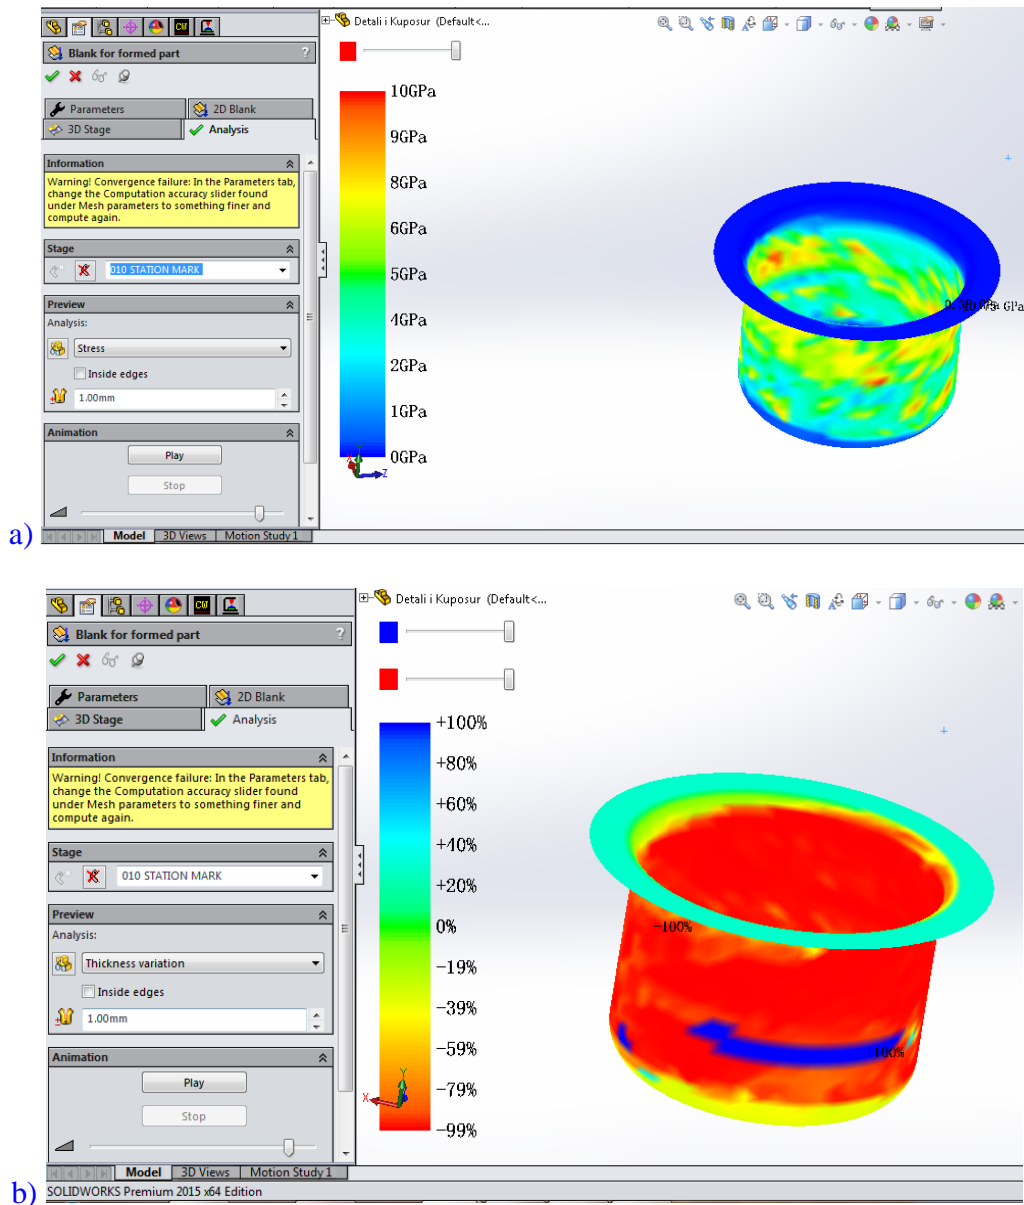 Detali i Kuposur (Default<...
CW
Blank for formed part
?
Parameters
2D Blank
3D Stage
Analysis
Information
Warning! Convergence failure: In the Parameters tab,
change the Computation accuracy slider found
under Mesh parameters to something finer and
compute again.
Stage
010 STATION MARK
Preview
Analysis:
Stress
Inside edges
1.00mm
Animation
Play
Stop
10GPa
9GPa
8GPa
6GPa
5GPa
4GPa
2GPa
1GPa
0GPa
Y
X
Z
a)
Model
3D Views
Motion Study 1
Detali i Kuposur (Default<...
CW
Blank for formed part
?
Parameters
2D Blank
3D Stage
Analysis
Information
Warning! Convergence failure: In the Parameters tab,
change the Computation accuracy slider found
under Mesh parameters to something finer and
compute again.
Stage
010 STATION MARK
Preview
Analysis:
Thickness variation
Inside edges
1.00mm
Animation
Play
Stop
+100%
+80%
+60%
+40%
+20%
0%
-19%
-39%
-59%
-79%
-99%
-100%
+100%
Y
X
Model
3D Views
Motion Study 1
b)
SOLIDWORKS Premium 2015 x64 Edition